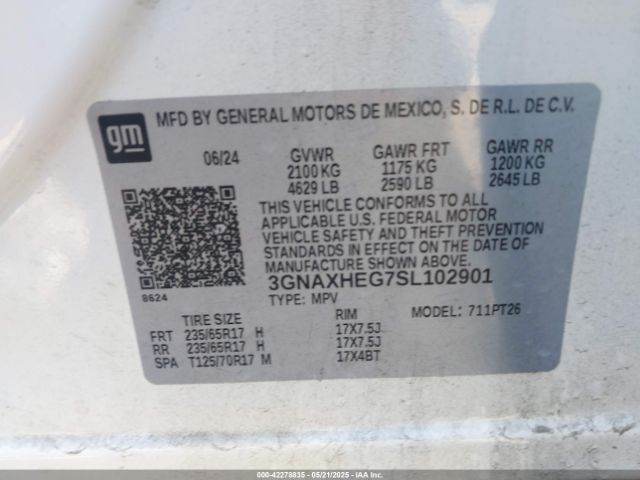 gm
MFD BY GENERAL MOTORS DE MEXICO, S. DE R.L. DE C.V.
06/24 GVWR GAWR FRT GAWR RR
2100 KG 1175 KG 1200 KG
4629 LB 2590 LB 2645 LB
THIS VEHICLE CONFORMS TO ALL
APPLICABLE U.S. FEDERAL MOTOR
VEHICLE SAFETY AND THEFT PREVENTION
STANDARDS IN EFFECT ON THE DATE OF
MANUFACTURE SHOWN ABOVE.
3GNAXHEG7SL102901
8624
TYPE: MPV MODEL: 711PT26
TIRE SIZE RIM
FRT 235/65R17 H 17X7.5J
RR 235/65R17 H 17X7.5J
SPA T125/70R17 M 17X4BT
000-42278835 - 05/21/2025 - IAAI.COM